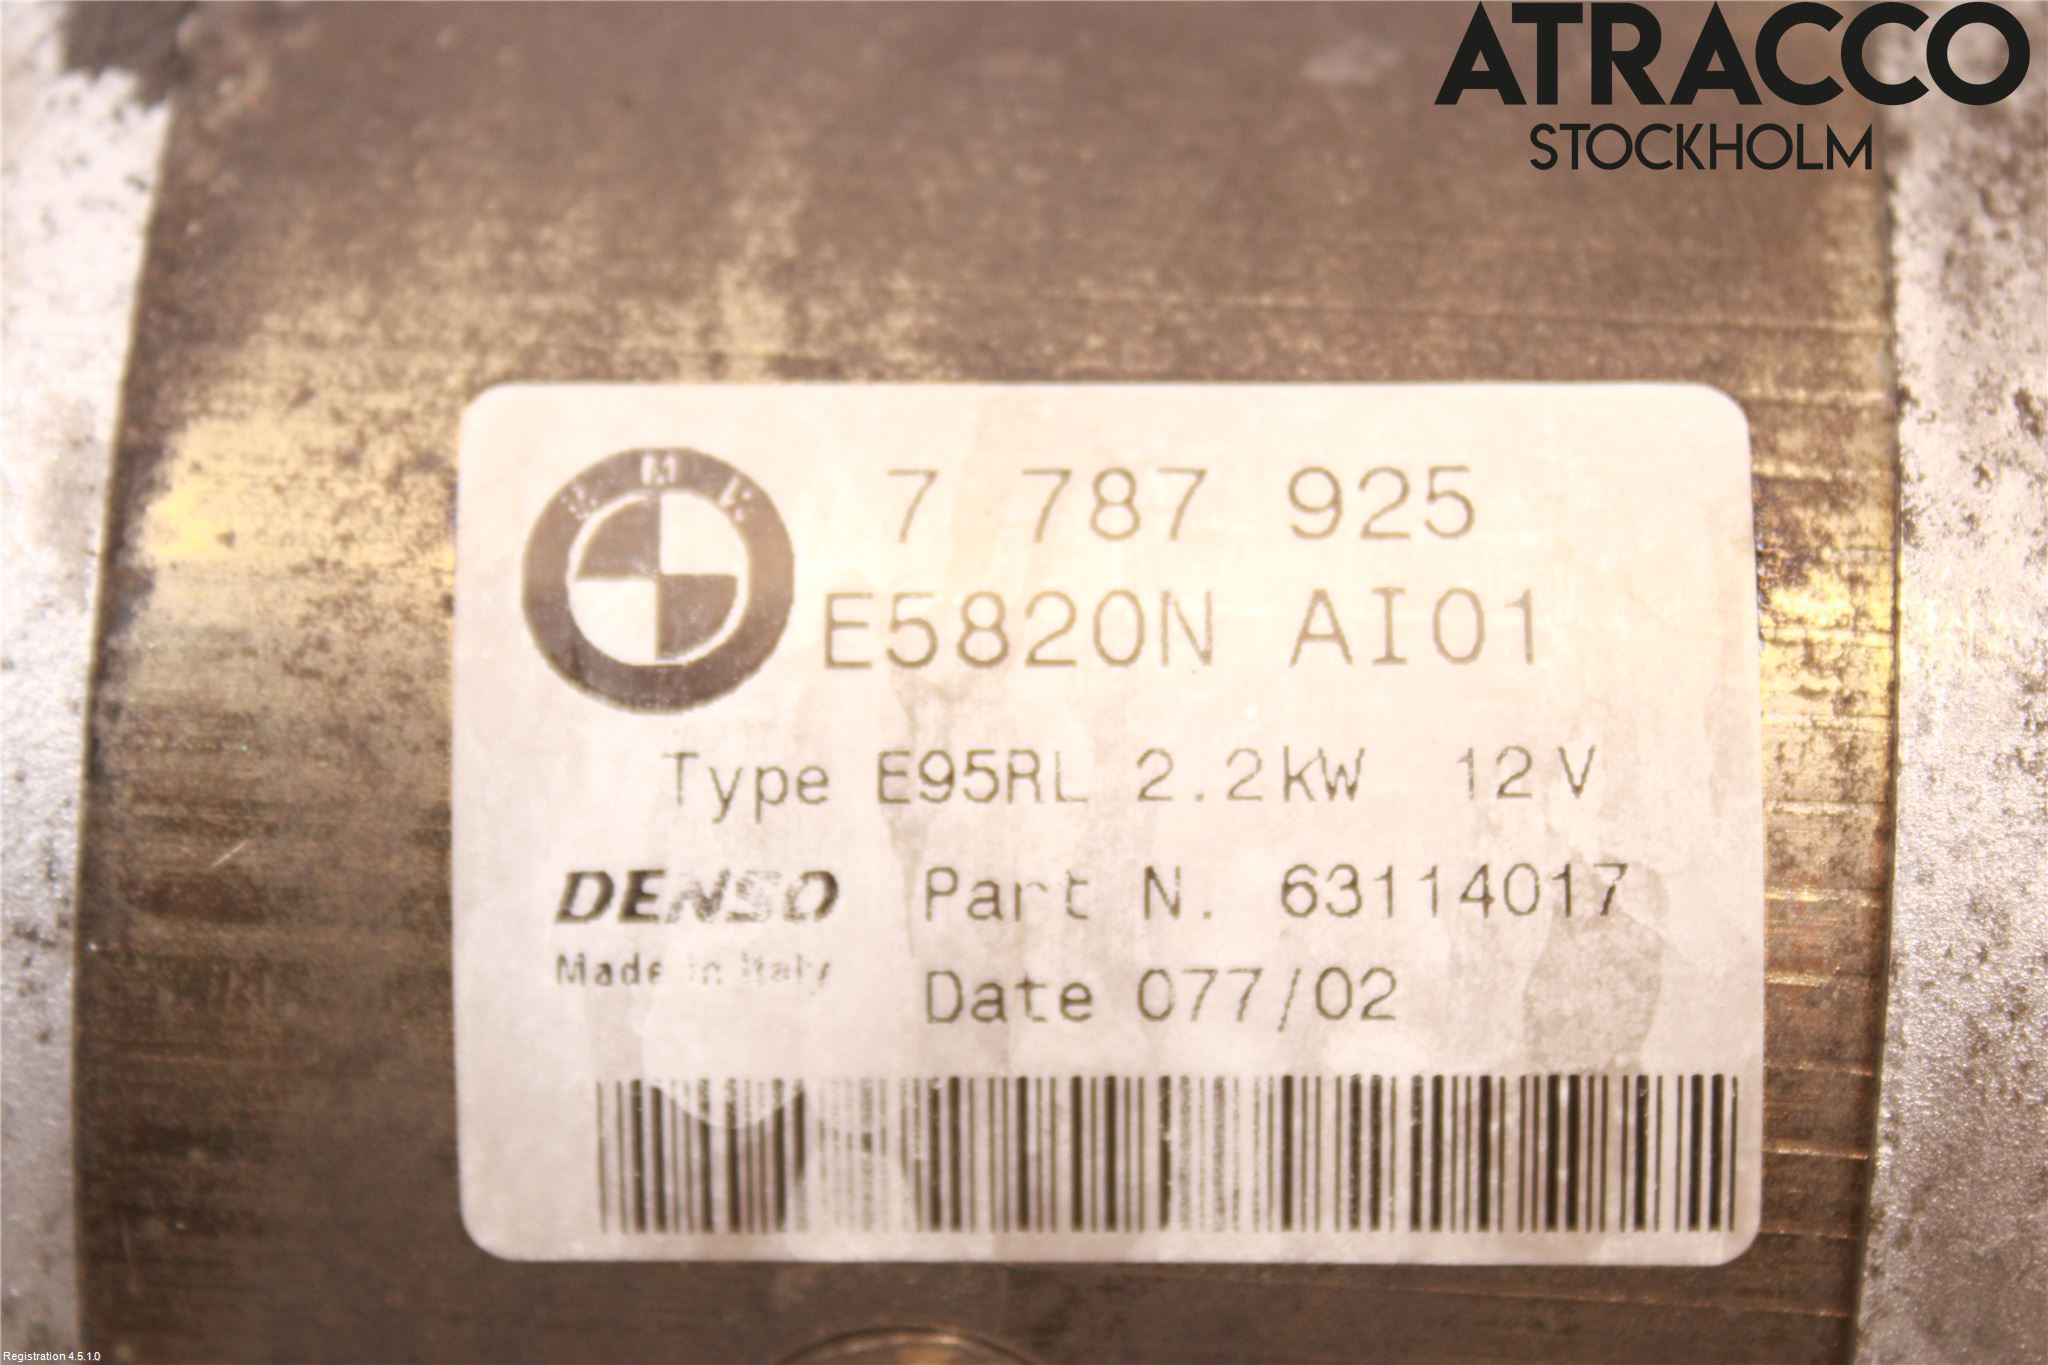 ATRACCO
STOCKHOLM
7 787 925
E5820N AI01
Type E95RL 2.2kW 12V
DENSO Part N. 63114017
Made in Italy
Date 077/02
Registration 4.5.1.0